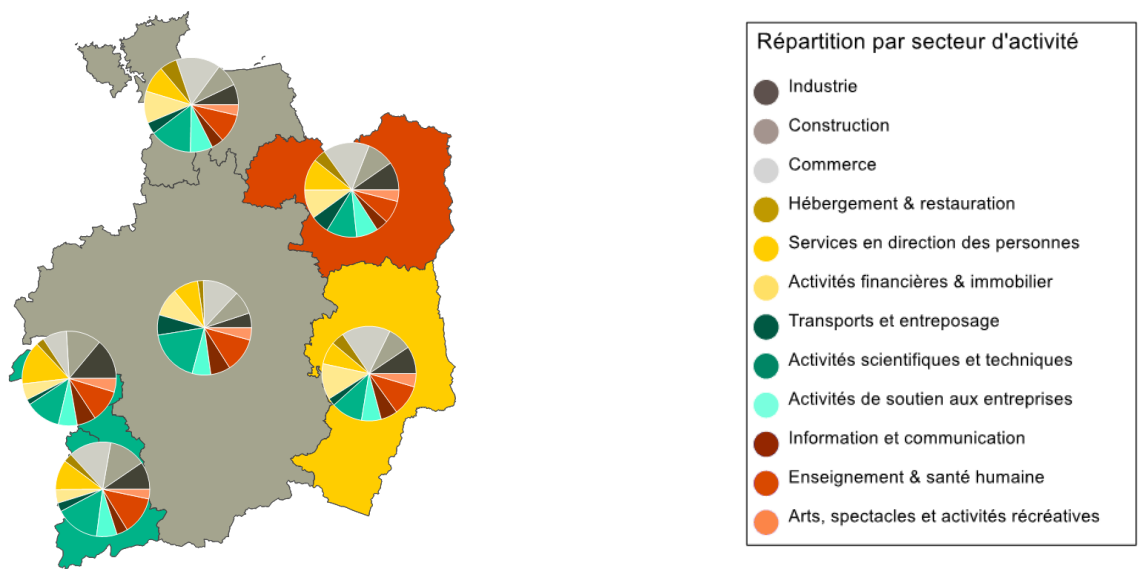 Répartition par secteur d'activité
Industrie
Construction
Commerce
Hébergement & restauration
Services en direction des personnes
Activités financières & immobilier
Transports et entreposage
Activités scientifiques et techniques
Activités de soutien aux entreprises
Information et communication
Enseignement & santé humaine
Arts, spectacles et activités récréatives